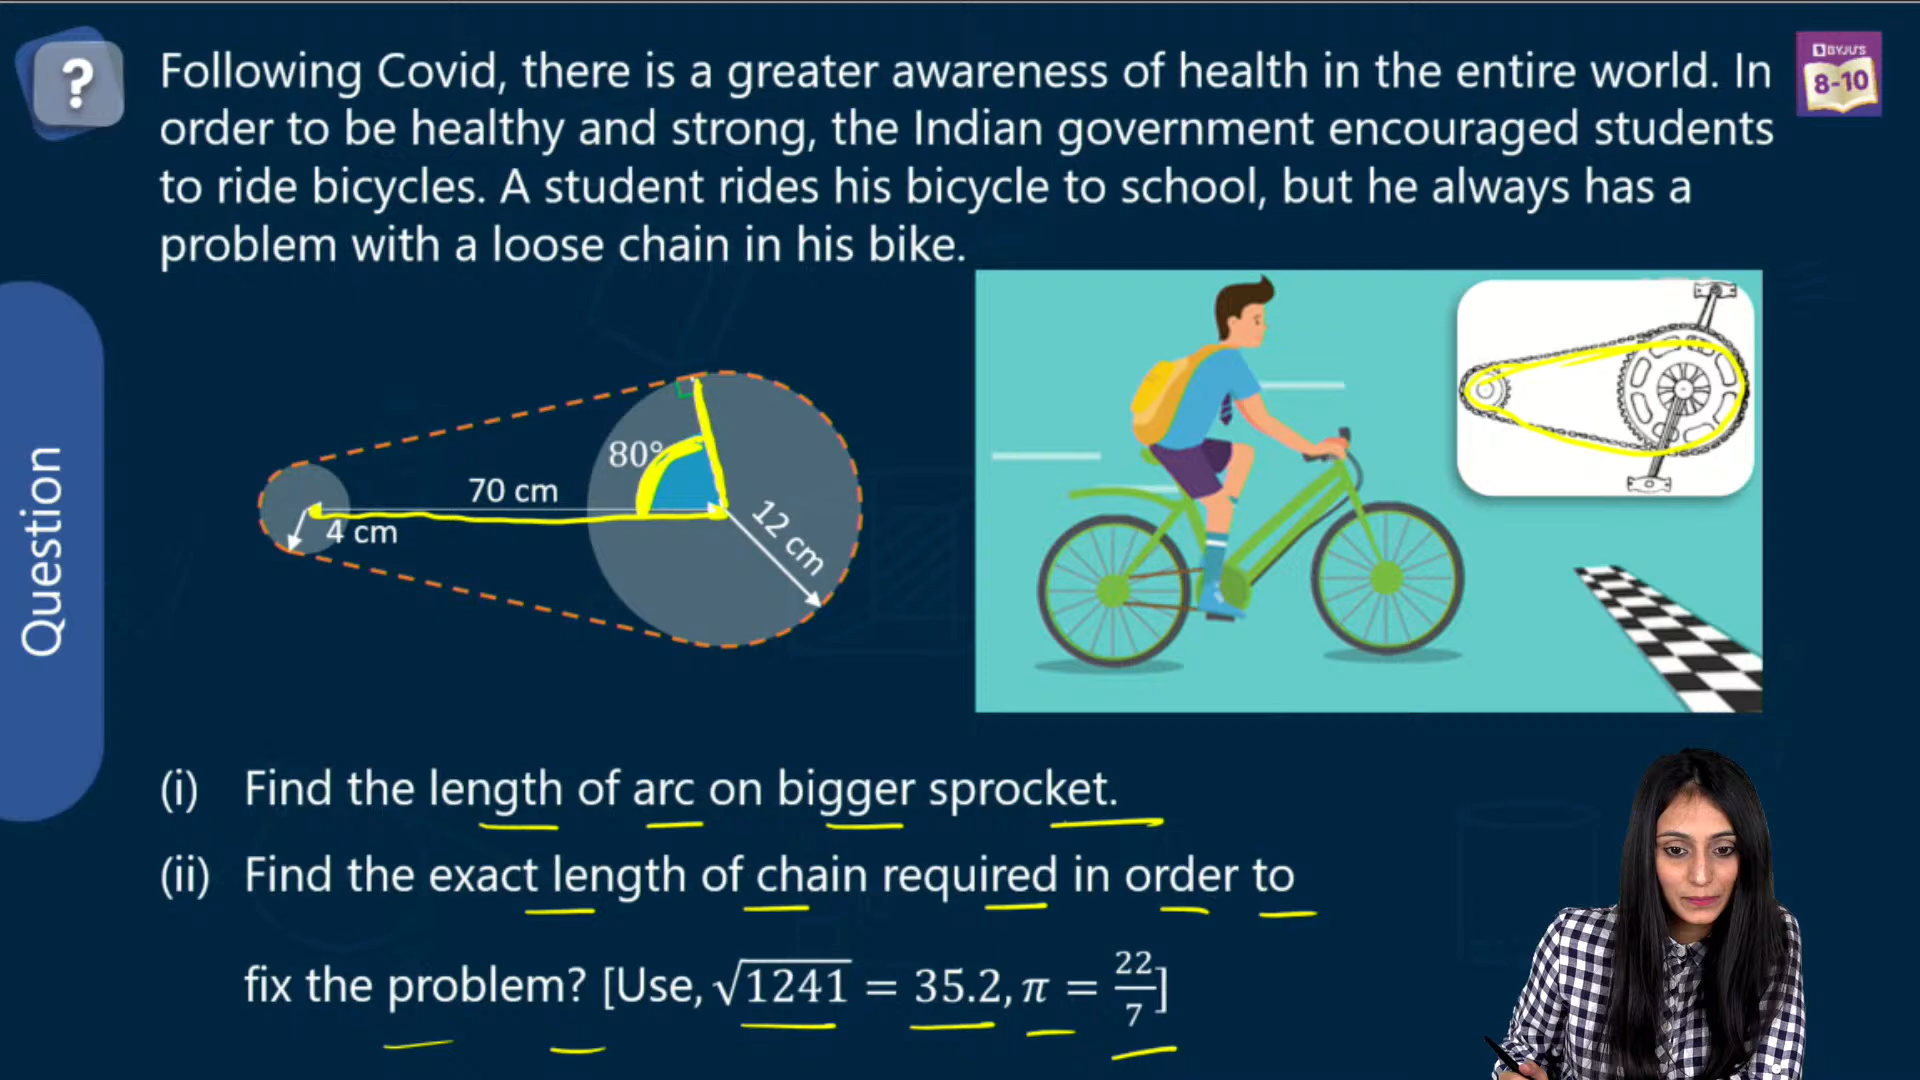 ?
Following Covid, there is a greater awareness of health in the entire world. In
order to be healthy and strong, the Indian government encouraged students
to ride bicycles. A student rides his bicycle to school, but he always has a
problem with a loose chain in his bike.
BYJU'S
8-10
Question
80°
70 cm
4 cm
12 cm
(i) Find the length of arc on bigger sprocket.
(ii) Find the exact length of chain required in order to
fix the problem? [Use, √1241 = 35.2, π = 22/7]